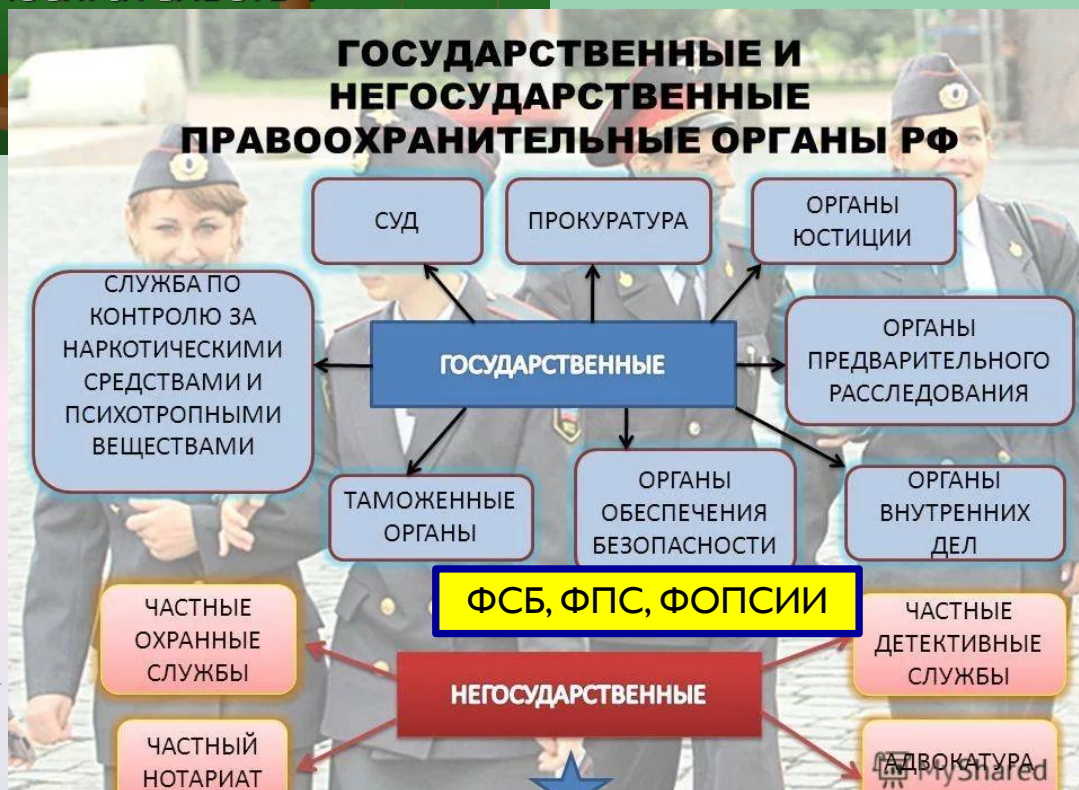 ГОСУДАРСТВЕННЫЕ И
НЕГОСУДАРСТВЕННЫЕ
ПРАВООХРАНИТЕЛЬНЫЕ ОРГАНЫ РФ
СУД
ПРОКУРАТУРА
ОРГАНЫ
ЮСТИЦИИ
СЛУЖБА ПО
КОНТРОЛЮ ЗА
НАРКОТИЧЕСКИМИ
СРЕДСТВАМИ И
ПСИХОТРОПНЫМИ
ВЕЩЕСТВАМИ
ГОСУДАРСТВЕННЫЕ
ОРГАНЫ
ПРЕДВАРИТЕЛЬНОГО
РАССЛЕДОВАНИЯ
ТАМОЖЕННЫЕ
ОРГАНЫ
ОРГАНЫ
ОБЕСПЕЧЕНИЯ
БЕЗОПАСНОСТИ
ОРГАНЫ
ВНУТРЕННИХ
ДЕЛ
ФСБ, ФПС, ФОПСИИ
ЧАСТНЫЕ
ОХРАННЫЕ
СЛУЖБЫ
НЕГОСУДАРСТВЕННЫЕ
ЧАСТНЫЕ
ДЕТЕКТИВНЫЕ
СЛУЖБЫ
ЧАСТНЫЙ
НОТАРИАТ
АДВОКАТУРА
MyShared